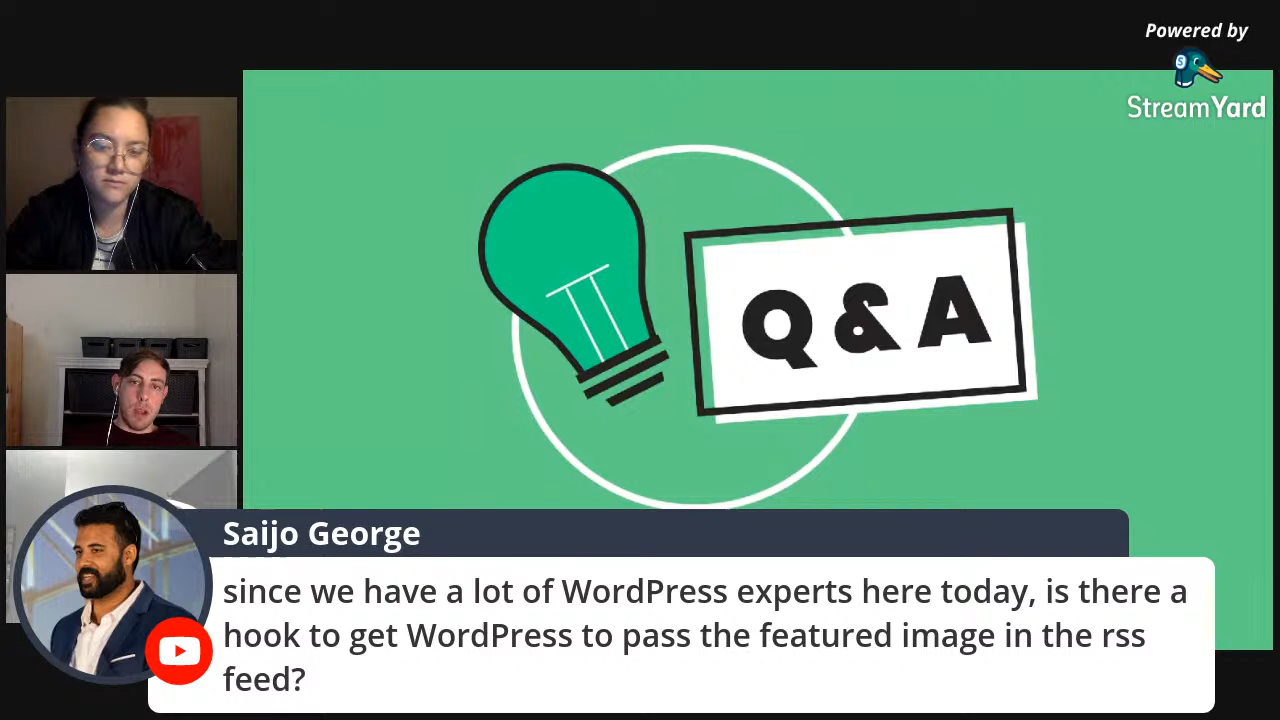 Powered by
StreamYard
Q & A
Saijo George
since we have a lot of WordPress experts here today, is there a
hook to get WordPress to pass the featured image in the rss
feed?